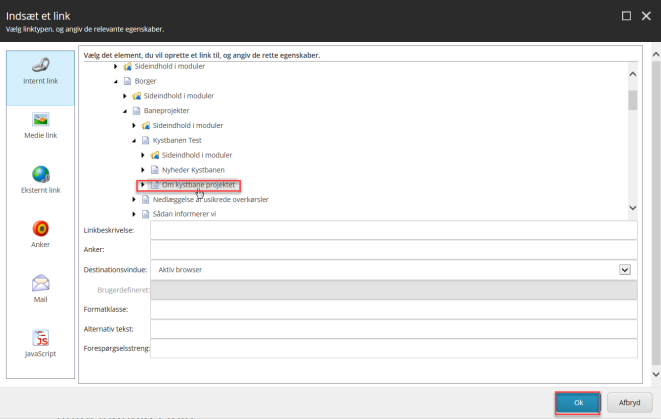 Indsæt et link
Vælg linktypen, og angiv de relevante egenskaber.
Internt link
Medie link
Eksternt link
Anker
Mail
JavaScript
Vælg det element, du vil oprette et link til, og angiv de rette egenskaber.
Sideindhold i moduler
Borger
Sideindhold i moduler
Baneprojekter
Sideindhold i moduler
Kystbanen Test
Sideindhold i moduler
Nyheder Kystbanen
Om kystbane projektet
Nedlæggelse af usikrede overkørsler
Sådan informerer vi
Linkbeskrivelse:
Anker:
Destinationsvindue: Aktiv browser
Brugerdefineret:
Formatklasse:
Alternativ tekst:
Forespørgselsstreng:
Ok Afbryd